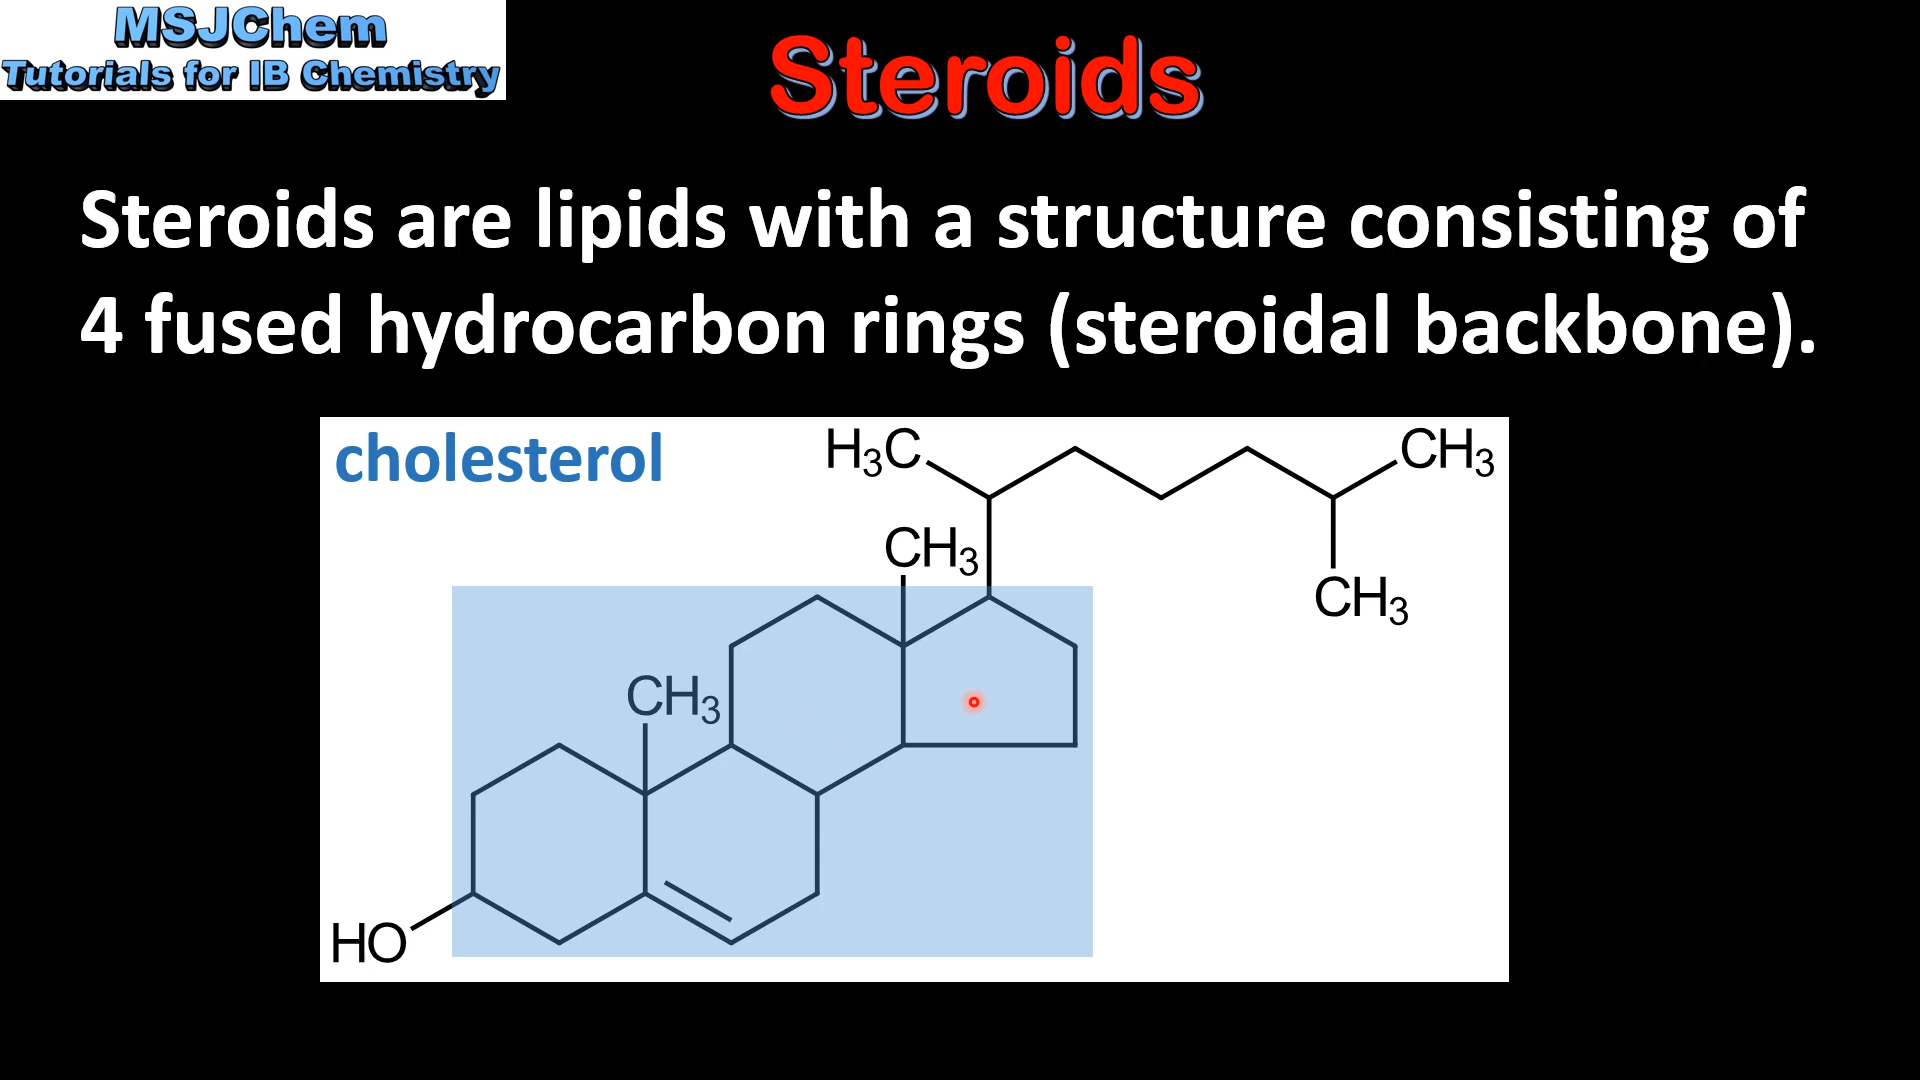 MSJChem
Tutorials for IB Chemistry
Steroids
Steroids are lipids with a structure consisting of
4 fused hydrocarbon rings (steroidal backbone).
cholesterol
H₃C
CH₃
CH₃
CH₃
CH₃
HO